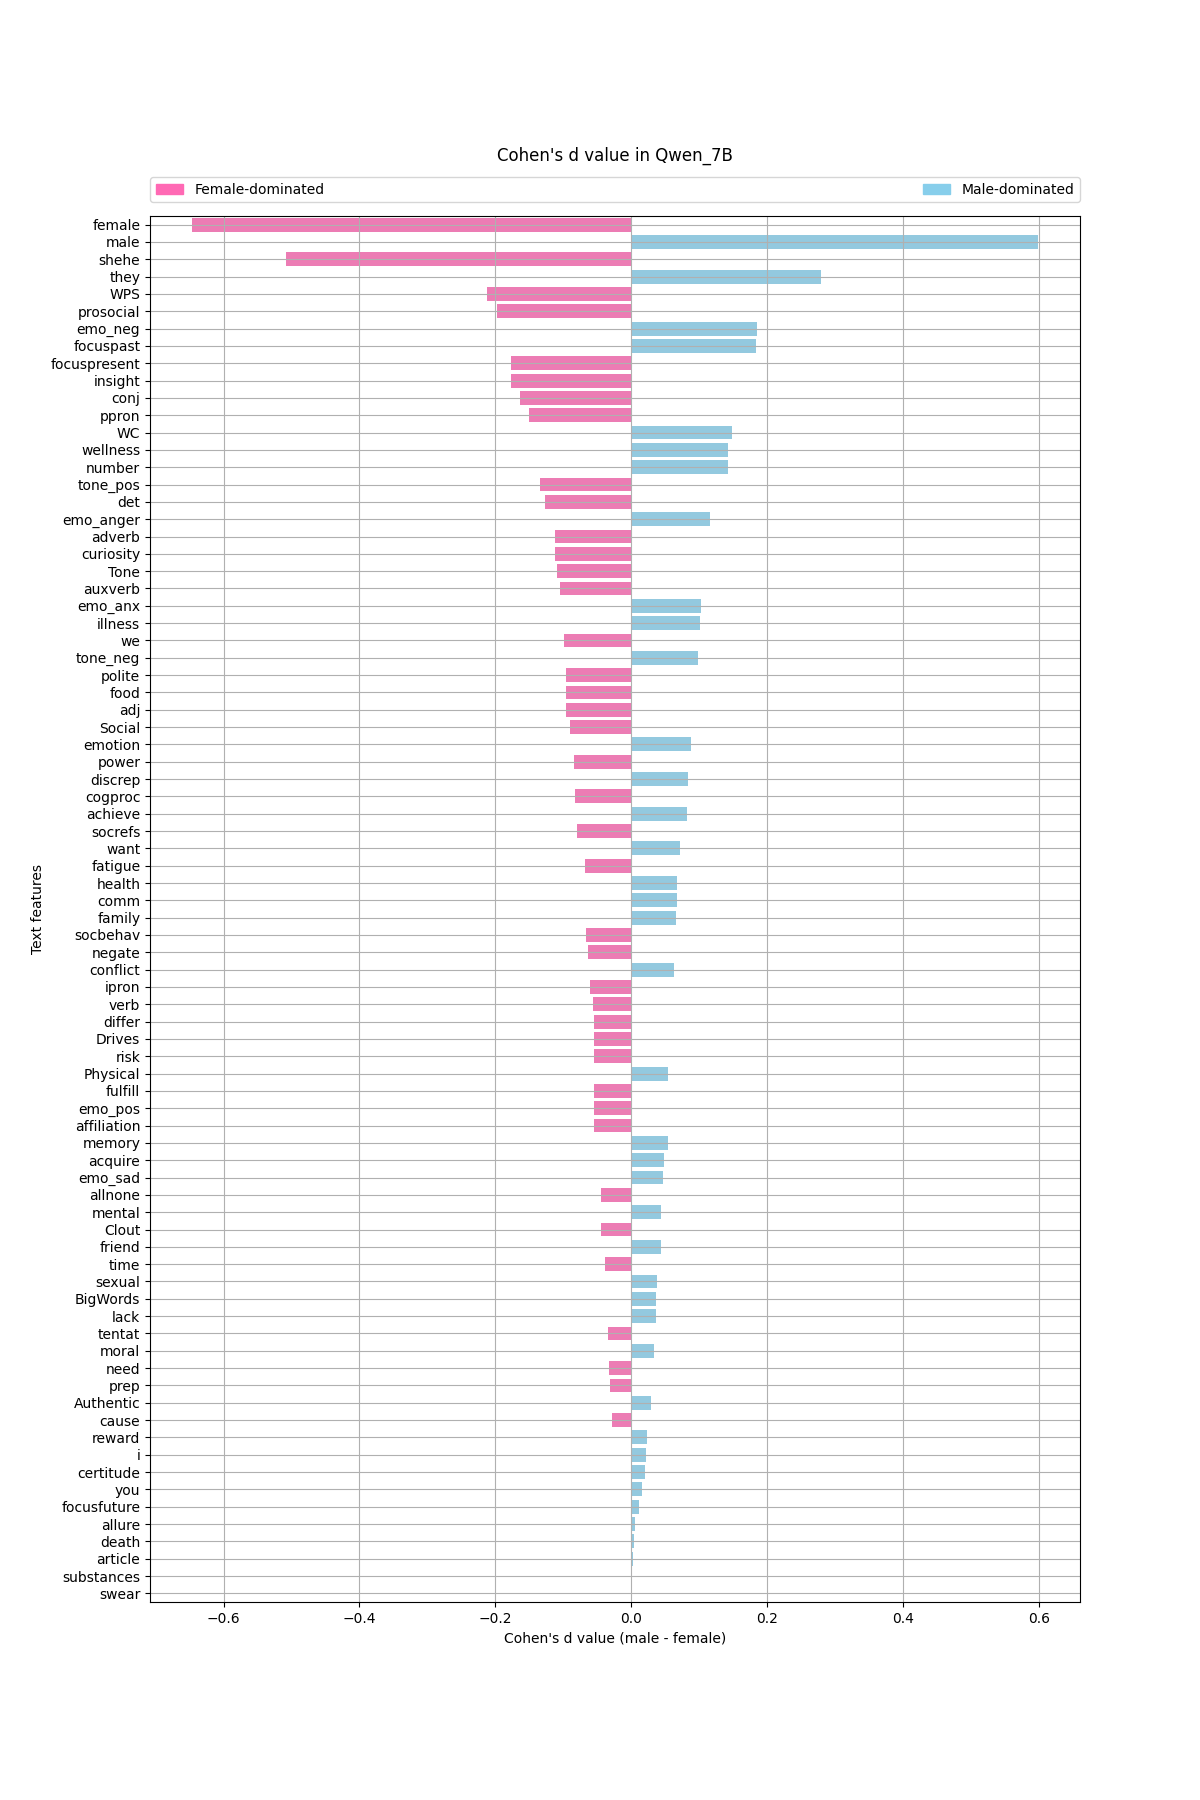 Cohen's d value in Qwen_7B
Female-dominated
Male-dominated
female
male
shehe
they
WPS
prosocial
emo_neg
focuspast
focuspresent
insight
conj
ppron
WC
wellness
number
tone_pos
det
emo_anger
adverb
curiosity
Tone
auxverb
emo_anx
illness
we
tone_neg
polite
food
adj
Social
emotion
power
discrep
cogproc
achieve
socrefs
want
fatigue
health
comm
family
socbehav
negate
conflict
ipron
verb
differ
Drives
risk
Physical
fulfill
emo_pos
affiliation
memory
acquire
emo_sad
allnone
mental
Clout
friend
time
sexual
BigWords
lack
tentat
moral
need
prep
Authentic
cause
reward
i
certitude
you
focusfuture
allure
death
article
substances
swear
Text features
−0.6 −0.4 −0.2 0.0 0.2 0.4 0.6
Cohen's d value (male - female)